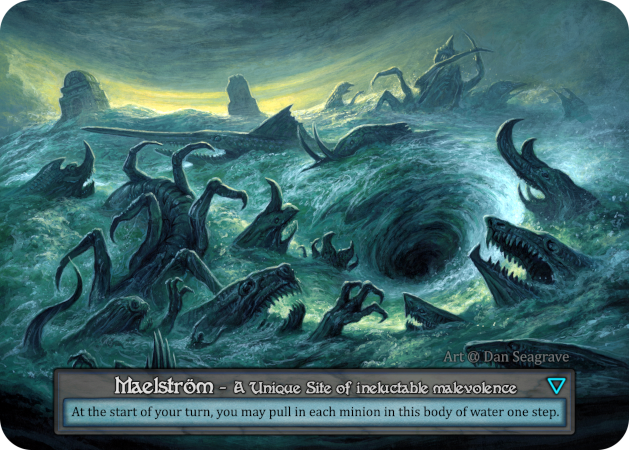 Art @ Dan Seagrave
Maelström - A Unique Site of ineluctable malevolence
At the start of your turn, you may pull in each minion in this body of water one step.